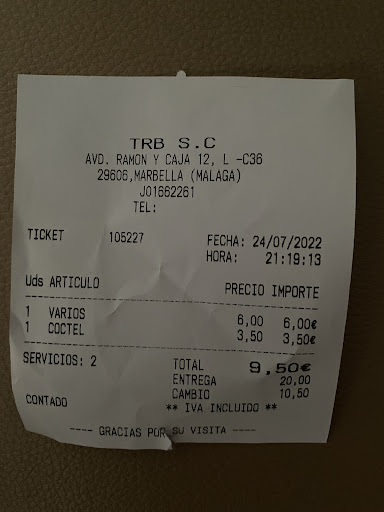 TRB S.C
AVD. RAMON Y CAJA 12, L -C36
29606,MARBELLA (MALAGA)
J01662261
TEL:
TICKET 105227 FECHA: 24/07/2022
HORA: 21:19:13
Uds ARTICULO PRECIO IMPORTE
1 VARIOS 6,00 6,00€
1 COCTEL 3,50 3,50€
SERVICIOS: 2 TOTAL 9,50€
ENTREGA 20,00
CAMBIO 10,50
CONTADO ** IVA INCLUIDO **
---- GRACIAS POR SU VISITA ----